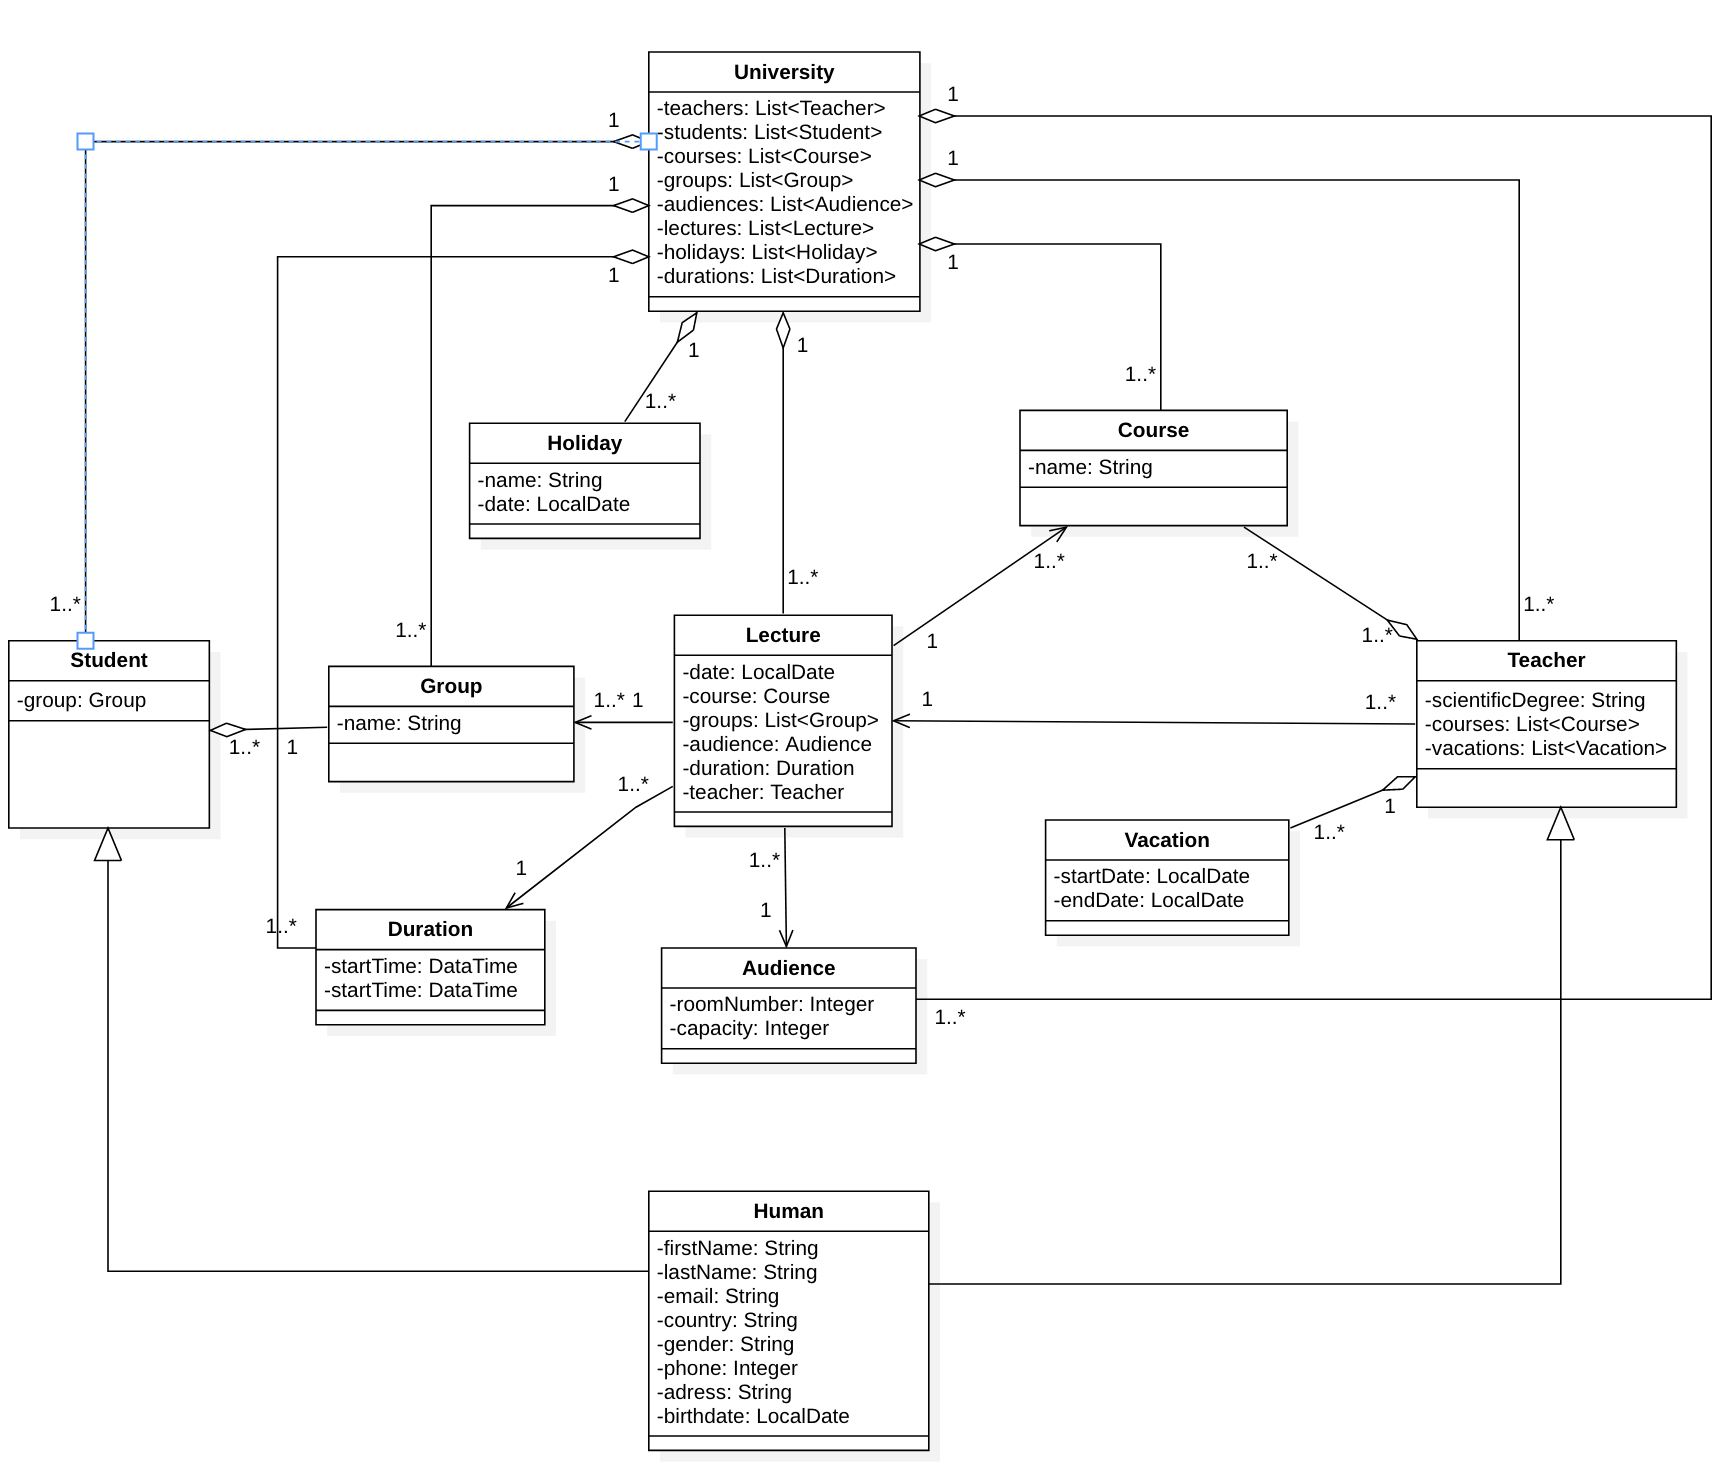 University
-teachers: List<Teacher>
-students: List<Student>
-courses: List<Course>
-groups: List<Group>
-audiences: List<Audience>
-lectures: List<Lecture>
-holidays: List<Holiday>
-durations: List<Duration>
1
1
1
1
1
1
1
1
1..*
1..*
1..*
1..*
1..*
1..*
Holiday
-name: String
-date: LocalDate
Course
-name: String
1..*
1..*
1
1..*
Student
-group: Group
1..*
1
Group
-name: String
1..*
1
Lecture
-date: LocalDate
-course: Course
-groups: List<Group>
-audience: Audience
-duration: Duration
-teacher: Teacher
1
1..*
Teacher
-scientificDegree: String
-courses: List<Course>
-vacations: List<Vacation>
1..*
1
1..*
1
1
1..*
Vacation
-startDate: LocalDate
-endDate: LocalDate
1..*
Duration
-startTime: DataTime
-startTime: DataTime
Audience
-roomNumber: Integer
-capacity: Integer
1..*
Human
-firstName: String
-lastName: String
-email: String
-country: String
-gender: String
-phone: Integer
-adress: String
-birthdate: LocalDate